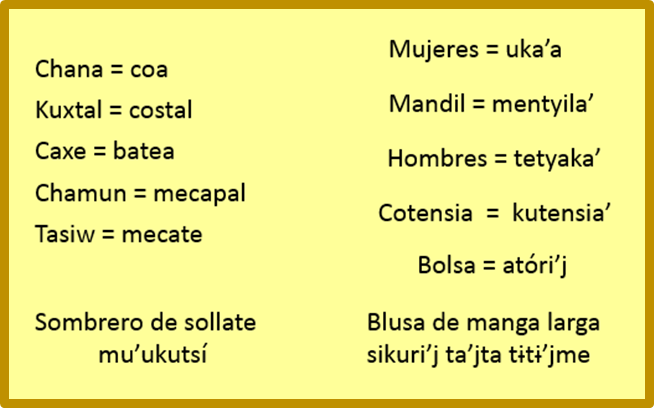 Chana = coa
Kuxtal = costal
Caxe = batea
Chamun = mecapal
Tasiw = mecate
Sombrero de sollate
mu’ukutsí
Mujeres = uka’a
Mandil = mentyila’
Hombres = tetyaka’
Cotensia = kutensia’
Bolsa = atóri’j
Blusa de manga larga
sikuri’j ta’jta tɨtɨ’jme